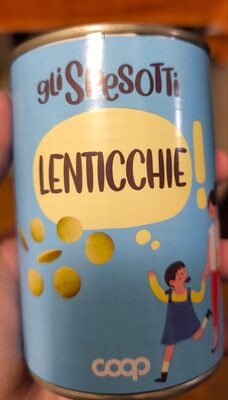 gli SPESOTTI
LENTICCHIE
!
coop